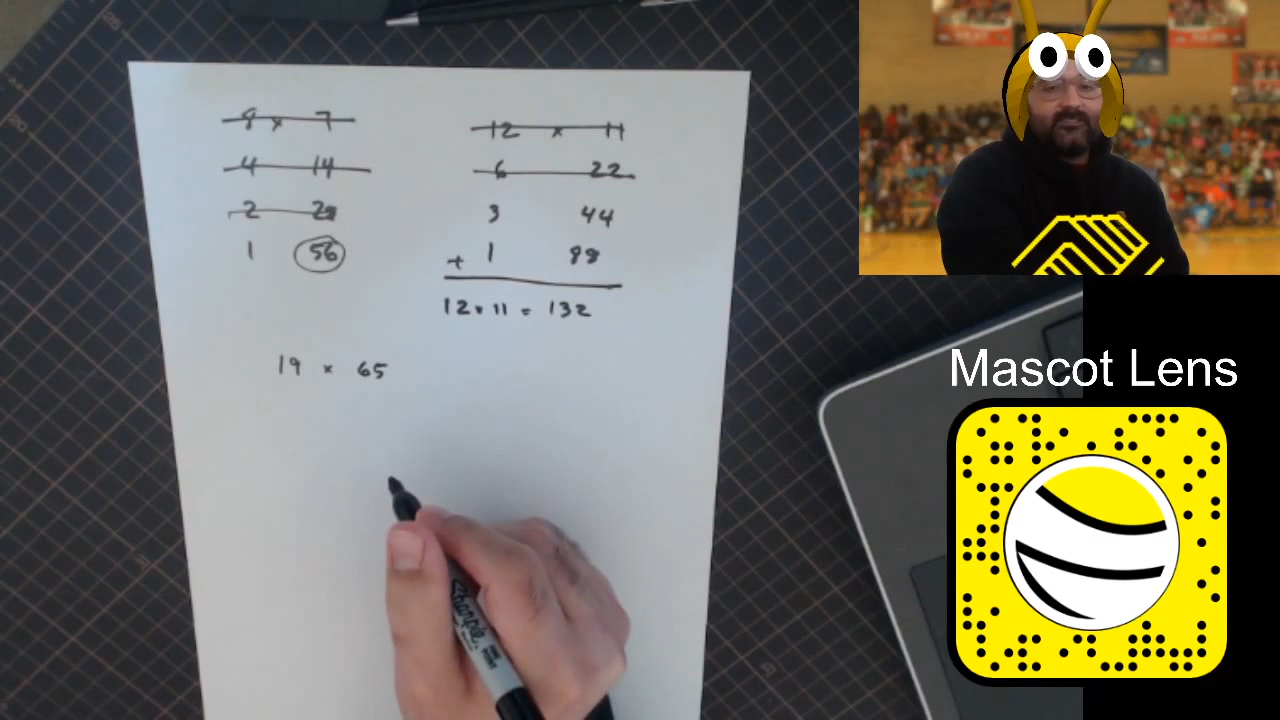 8 × 7
4 14
2 28
1 56
12 × 11
6 22
3 44
+ 1 88
12 × 11 = 132
19 × 65
Sharpie
Mascot Lens